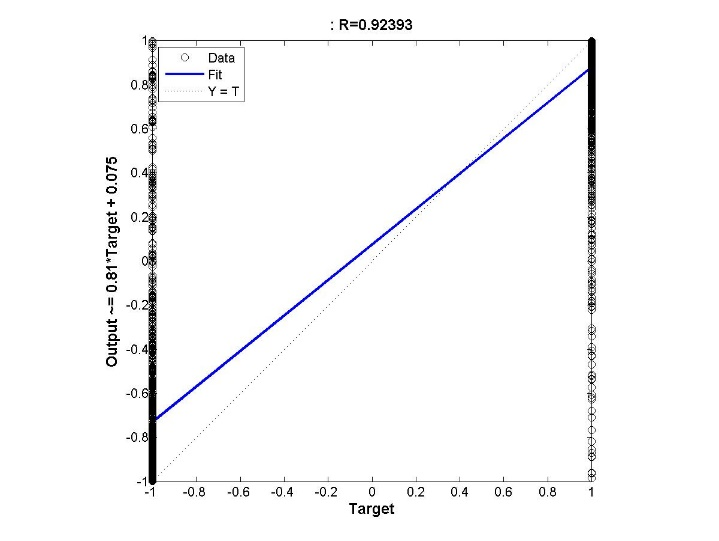 : R=0.92393
Data
Fit
Y = T
Output ~= 0.81*Target + 0.075
1
0.8
0.6
0.4
0.2
0
-0.2
-0.4
-0.6
-0.8
-1
-1 -0.8 -0.6 -0.4 -0.2 0 0.2 0.4 0.6 0.8 1
Target